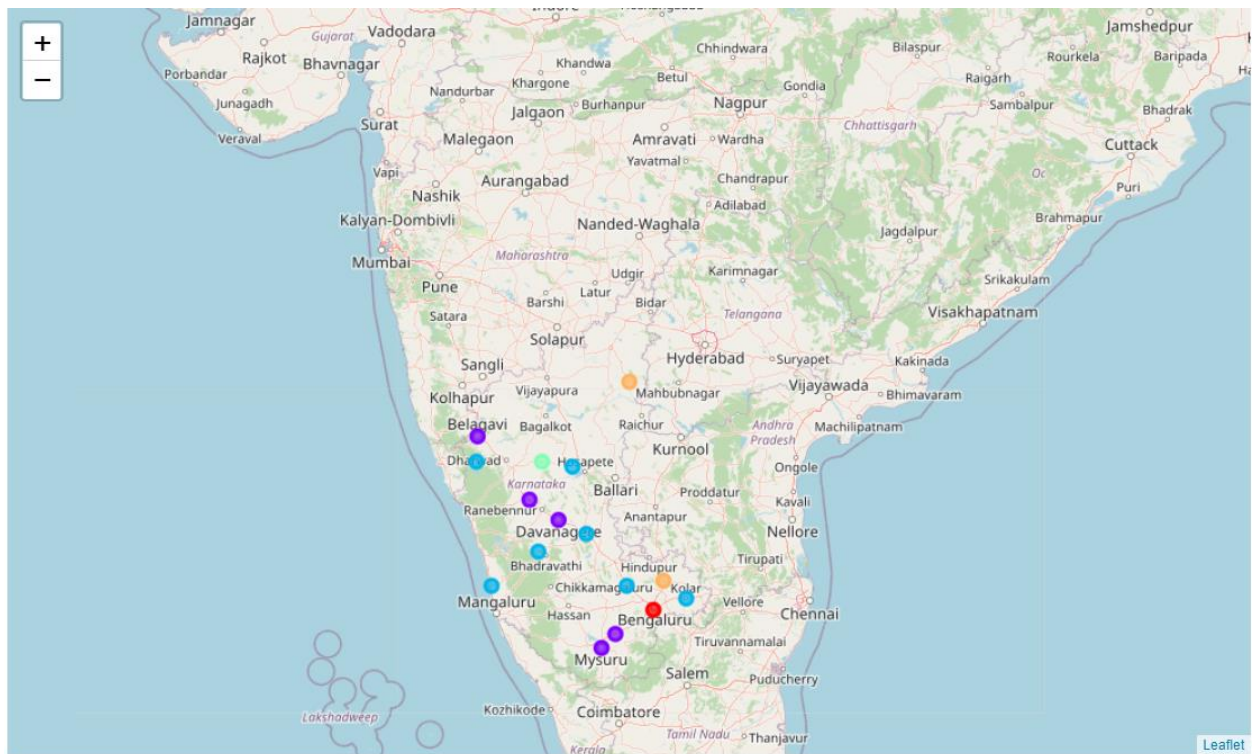 +
−
Indore
Jamnagar
Gujarat
Vadodara
Jamshedpur
Rajkot
Bhavnagar
Khandwa
Chhindwara
Bilaspur
Rourkela
Baripada
Porbandar
Khargone
Betul
Gondia
Raigarh
Junagadh
Nandurbar
Jalgaon
Burhanpur
Nagpur
Sambalpur
Bhadrak
Veraval
Surat
Malegaon
Amravati
Wardha
Chhattisgarh
Cuttack
Vapi
Yavatmal
Nashik
Aurangabad
Chandrapur
Puri
Adilabad
Kalyan-Dombivli
Nanded-Waghala
Jagdalpur
Brahmapur
Mumbai
Maharashtra
Udgir
Karimnagar
Pune
Latur
Srikakulam
Barshi
Bidar
Satara
Telangana
Visakhapatnam
Solapur
Hyderabad
Suryapet
Kakinada
Sangli
Vijayapura
Mahbubnagar
Vijayawada
Kolhapur
Bhimavaram
Belagavi
Bagalkot
Raichur
Andhra
Pradesh
Machilipatnam
Kurnool
Ongole
Karnataka
Ballari
Proddatur
Kavali
Ranebennur
Anantapur
Nellore
Bhadravathi
Hindupur
Tirupati
Kolar
Mangaluru
Hassan
Bengaluru
Vellore
Chennai
Mysuru
Tiruvannamalai
Salem
Puducherry
Kozhikode
Coimbatore
Lakshadweep
Kerala
Tamil Nadu
Thanjavur
Leaflet